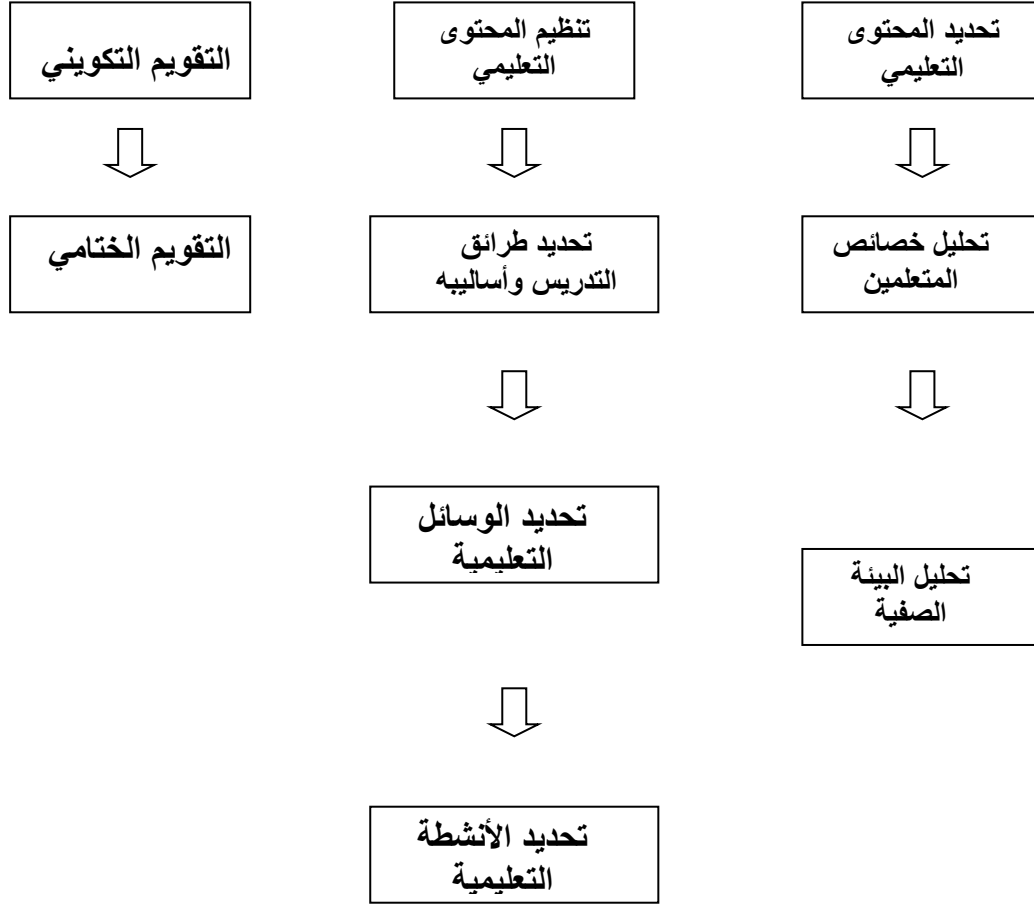 تحديد المحتوى
التعليمي
تحليل خصائص
المتعلمين
تحليل البيئة
الصفية
تنظيم المحتوى
التعليمي
تحديد طرائق
التدريس وأساليبه
تحديد الوسائل
التعليمية
تحديد الأنشطة
التعليمية
التقويم التكويني
التقويم الختامي